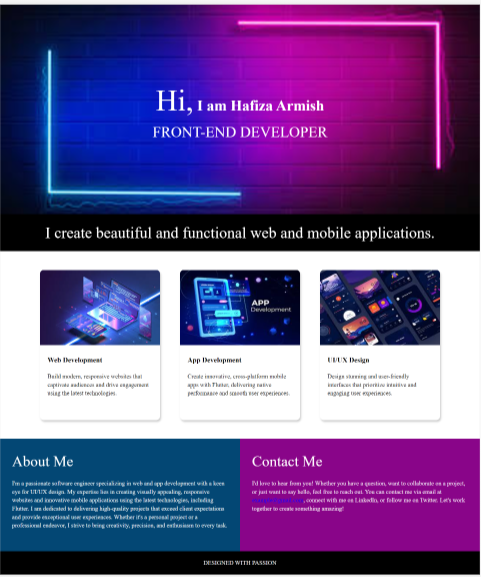 Hi, I am Hafiza Armish
FRONT-END DEVELOPER
I create beautiful and functional web and mobile applications.
APP
Development
Web Development
Build modern, responsive websites that
captivate audiences and drive engagement
using the latest technologies.
App Development
Create innovative, cross-platform mobile
apps with Flutter, delivering native
performance and smooth user experiences.
UI/UX Design
Design stunning and user-friendly
interfaces that prioritize intuitive and
engaging user experiences.
About Me
I'm a passionate software engineer specializing in web and app development with a keen
eye for UI/UX design. My expertise lies in creating visually appealing, responsive
websites and innovative mobile applications using the latest technologies, including
Flutter. I am dedicated to delivering high-quality projects that exceed client expectations
and provide exceptional user experiences. Whether it's a personal project or a
professional endeavor, I strive to bring creativity, precision, and enthusiasm to every task.
Contact Me
I'd love to hear from you! Whether you have a question, want to collaborate on a project,
or just want to say hello, feel free to reach out. You can contact me via email at
, connect with me on LinkedIn, or follow me on Twitter. Let's work
together to create something amazing!
DESIGNED WITH PASSION